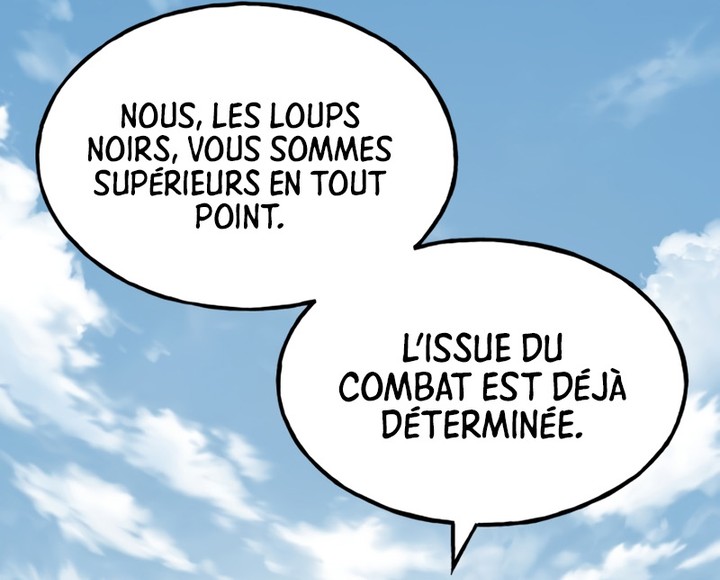 NOUS, LES LOUPS
NOIRS, VOUS SOMMES
SUPÉRIEURS EN TOUT
POINT.
L'ISSUE DU
COMBAT EST DÉJÀ
DÉTERMINÉE.